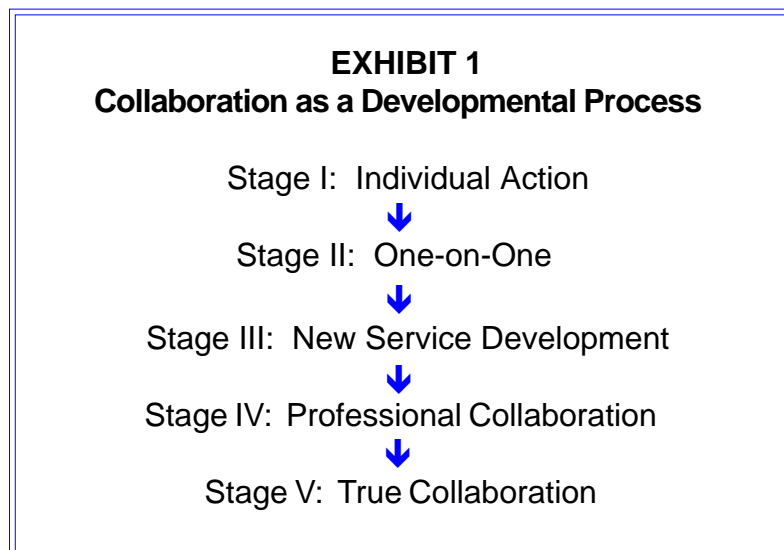 EXHIBIT 1
Collaboration as a Developmental Process
Stage I: Individual Action
Stage II: One-on-One
Stage III: New Service Development
Stage IV: Professional Collaboration
Stage V: True Collaboration